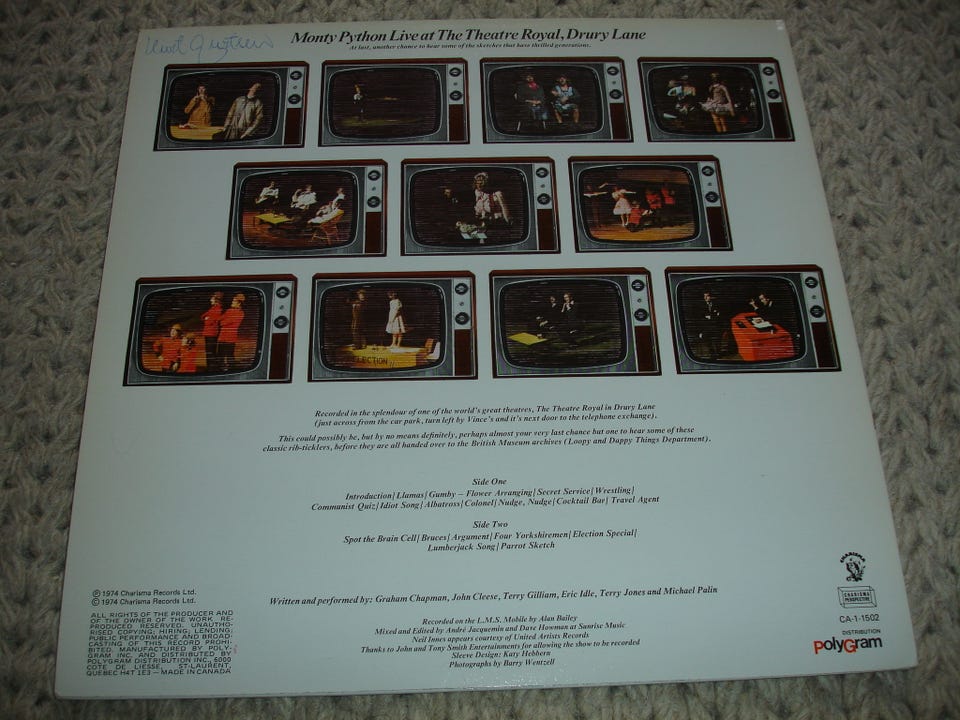 Monty Python Live at The Theatre Royal, Drury Lane
At last, another chance to hear some of the sketches that have thrilled generations.
ELECTION
Recorded in the splendour of one of the world's great theatres, The Theatre Royal in Drury Lane
(just across from the car park, turn left by Vince's and it's next door to the telephone exchange).
This could possibly be, but by no means definitely, perhaps almost your very last chance but one to hear some of these
classic rib-ticklers, before they are all handed over to the British Museum archives (Loopy and Dappy Things Department).
Side One
Introduction| Llamas| Gumby – Flower Arranging| Secret Service| Wrestling|
Communist Quiz| Idiot Song| Albatross| Colonel| Nudge, Nudge| Cocktail Bar| Travel Agent
Side Two
Spot the Brain Cell| Bruces| Argument| Four Yorkshiremen| Election Special|
Lumberjack Song| Parrot Sketch
Written and performed by: Graham Chapman, John Cleese, Terry Gilliam, Eric Idle, Terry Jones and Michael Palin
Recorded on the L.M.S. Mobile by Alan Bailey
Mixed and Edited by André Jacquemin and Dave Howman at Sunrise Music
Neil Innes appears courtesy of United Artists Records
Thanks to John and Tony Smith Entertainments for allowing the show to be recorded
Sleeve Design: Katy Hebbern
Photographs by Barry Wentzell
℗ 1974 Charisma Records Ltd.
© 1974 Charisma Records Ltd.
ALL RIGHTS OF THE PRODUCER AND
OF THE OWNER OF THE WORK REPRODUCED
RESERVED. UNAUTHO-
RISED COPYING; HIRING; LENDING;
PUBLIC PERFORMANCE AND BROAD-
CASTING OF THIS RECORD PROHI-
BITED. MANUFACTURED BY POLY-
GRAM INC. AND DISTRIBUTED BY
POLYGRAM DISTRIBUTION INC., 6000
COTE DE LIESSE, ST-LAURENT,
QUEBEC H4T 1E3 – MADE IN CANADA
CHARISMA
CHARISMA
PERSPECTIVE
CA-1-1502
DISTRIBUTION
polyGram